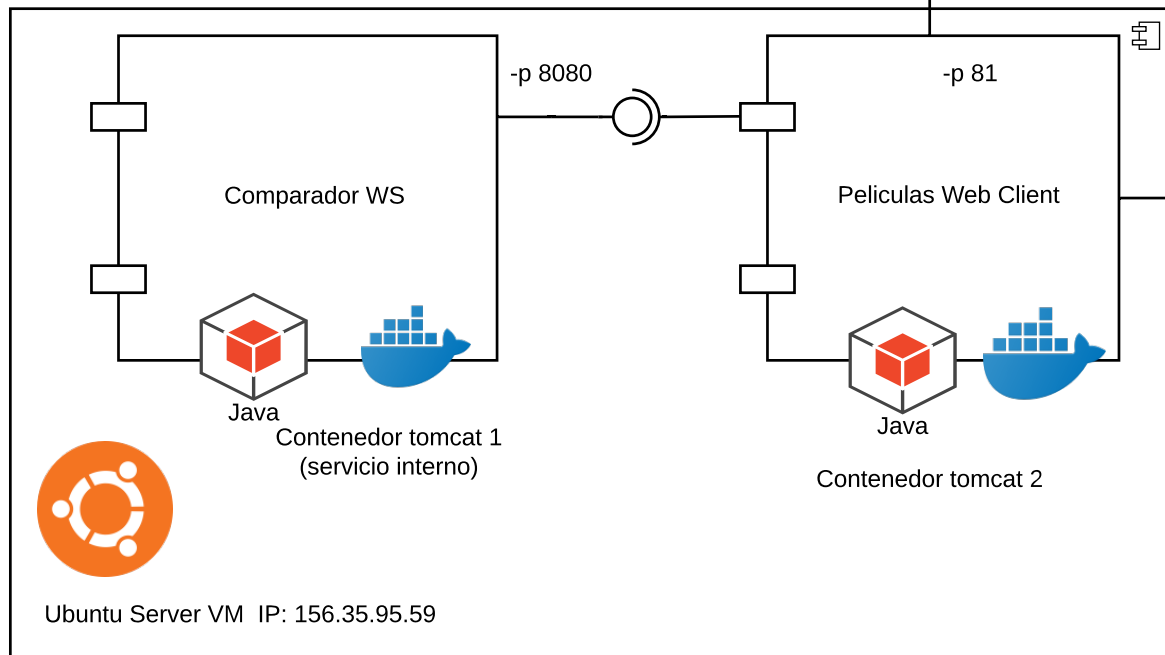 -p 8080
-p 81
Comparador WS
Peliculas Web Client
Java
Contenedor tomcat 1
(servicio interno)
Java
Contenedor tomcat 2
Ubuntu Server VM  IP: 156.35.95.59